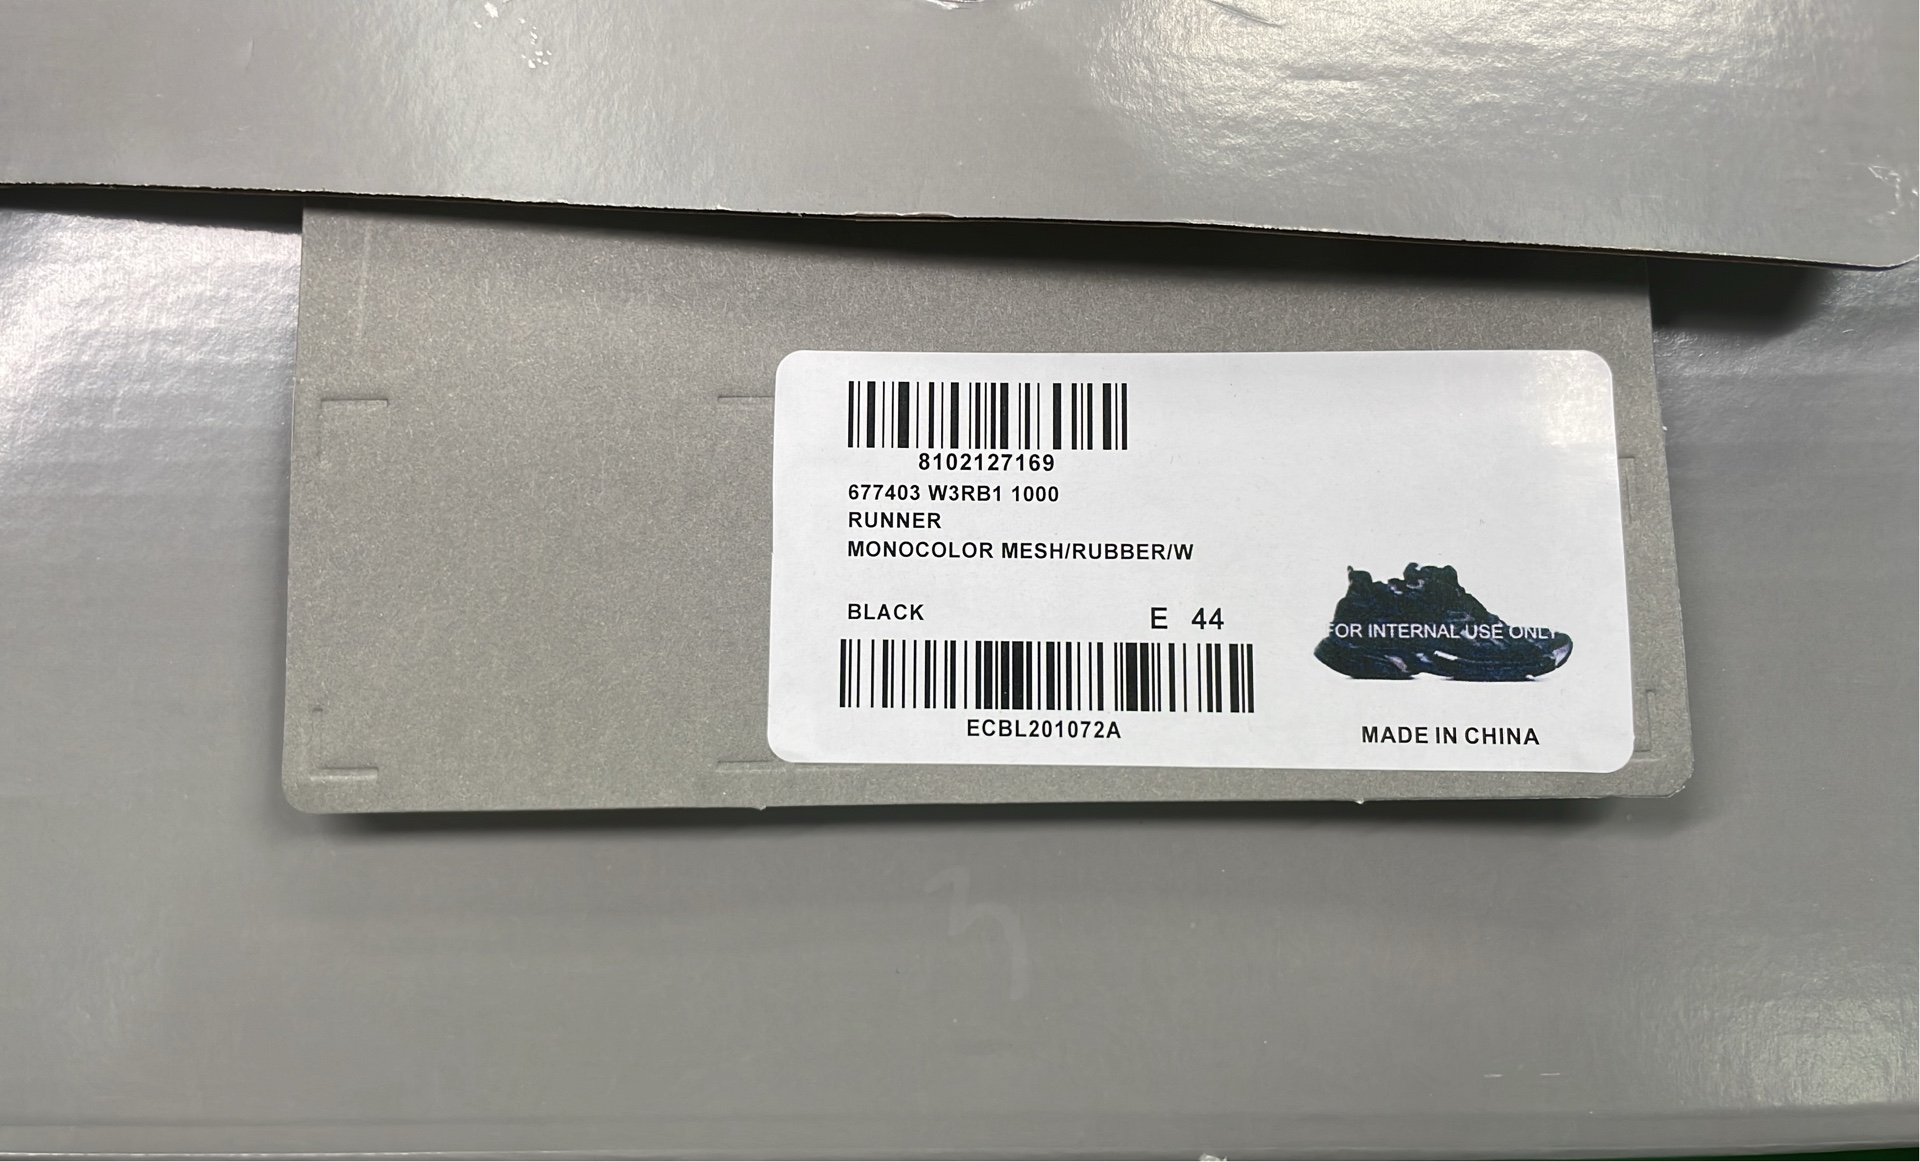 8102127169
677403 W3RB1 1000
RUNNER
MONOCOLOR MESH/RUBBER/W
BLACK E 44
FOR INTERNAL USE ONLY
ECBL201072A
MADE IN CHINA